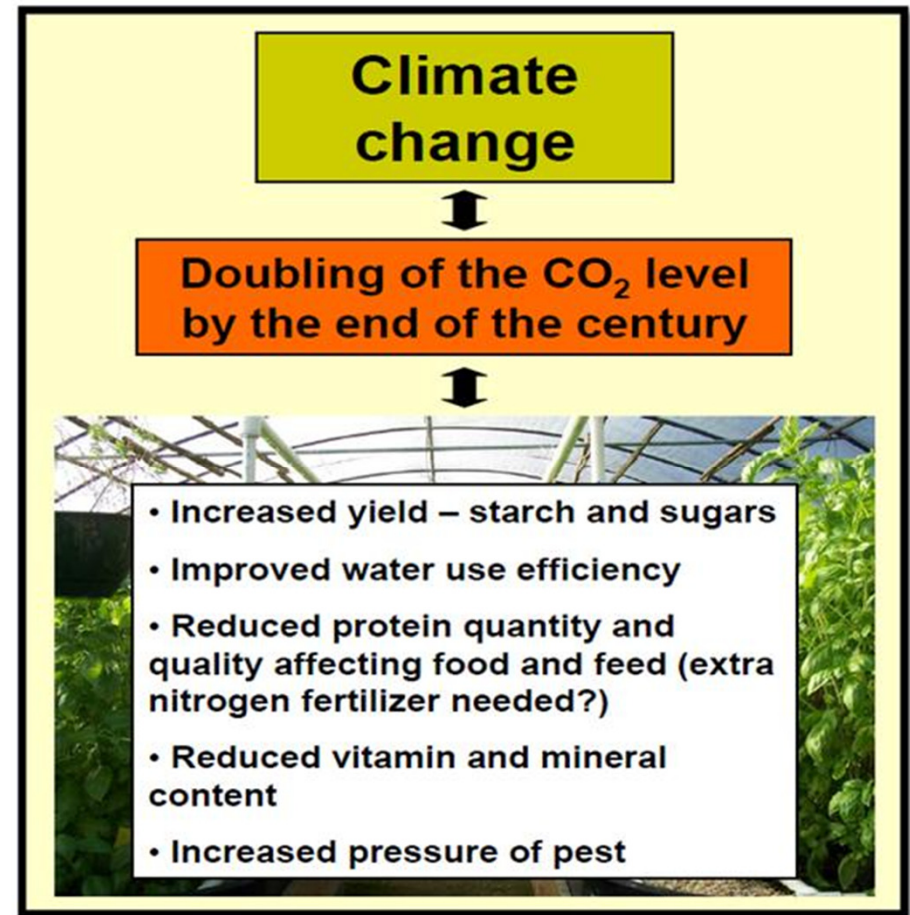 Climate
change
Doubling of the CO₂ level
by the end of the century
• Increased yield – starch and sugars
• Improved water use efficiency
• Reduced protein quantity and
quality affecting food and feed (extra
nitrogen fertilizer needed?)
• Reduced vitamin and mineral
content
• Increased pressure of pest